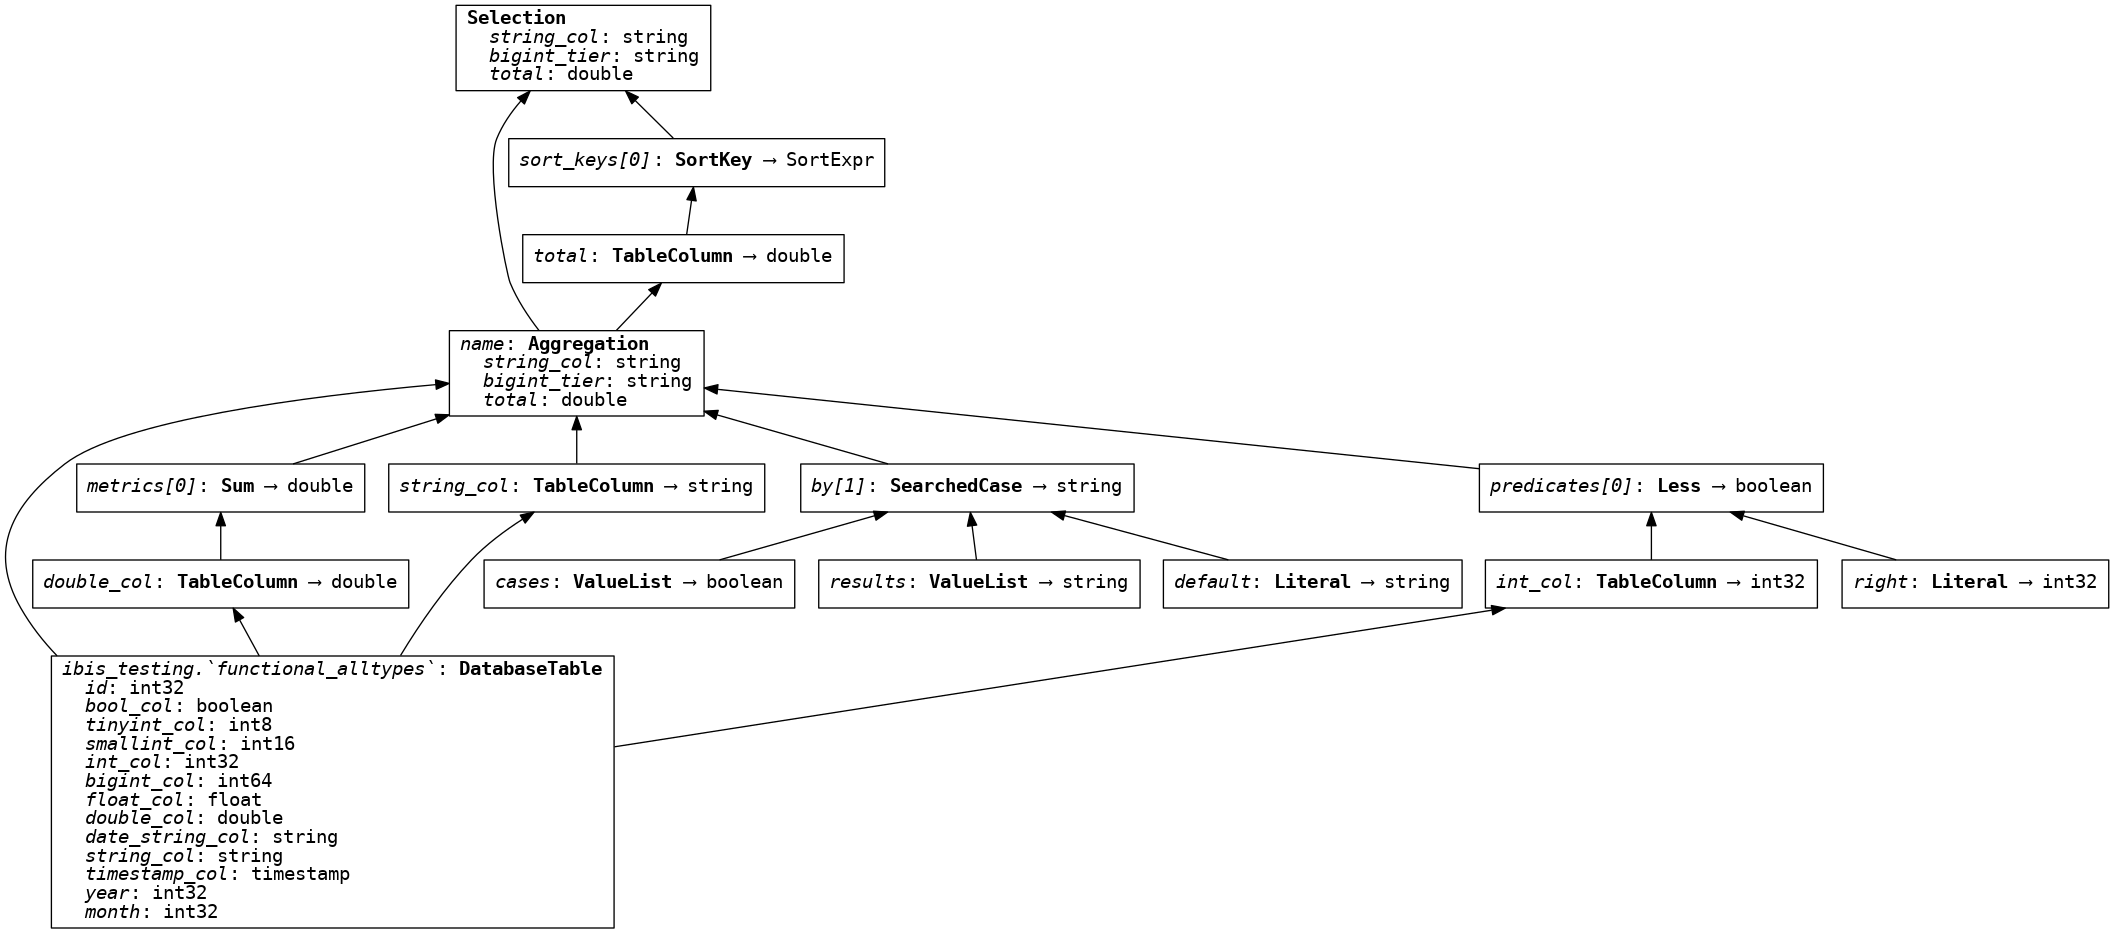 Selection
string_col: string
bigint_tier: string
total: double
sort_keys[0]: SortKey → SortExpr
total: TableColumn → double
name: Aggregation
string_col: string
bigint_tier: string
total: double
metrics[0]: Sum → double
string_col: TableColumn → string
by[1]: SearchedCase → string
predicates[0]: Less → boolean
double_col: TableColumn → double
cases: ValueList → boolean
results: ValueList → string
default: Literal → string
int_col: TableColumn → int32
right: Literal → int32
ibis_testing.`functional_alltypes`: DatabaseTable
id: int32
bool_col: boolean
tinyint_col: int8
smallint_col: int16
int_col: int32
bigint_col: int64
float_col: float
double_col: double
date_string_col: string
string_col: string
timestamp_col: timestamp
year: int32
month: int32